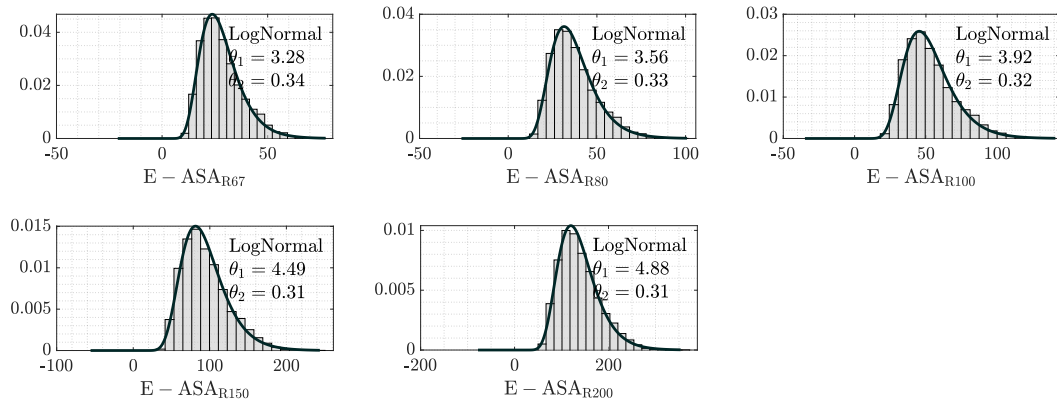 0.04
0.02
0
-50
0
50
LogNormal
θ₁ = 3.28
θ₂ = 0.34
E − ASA_R67
0.04
0.02
0
-50
0
50
100
LogNormal
θ₁ = 3.56
θ₂ = 0.33
E − ASA_R80
0.03
0.02
0.01
0
-50
0
50
100
LogNormal
θ₁ = 3.92
θ₂ = 0.32
E − ASA_R100
0.015
0.01
0.005
0
-100
0
100
200
LogNormal
θ₁ = 4.49
θ₂ = 0.31
E − ASA_R150
0.01
0.005
0
-200
0
200
LogNormal
θ₁ = 4.88
θ₂ = 0.31
E − ASA_R200